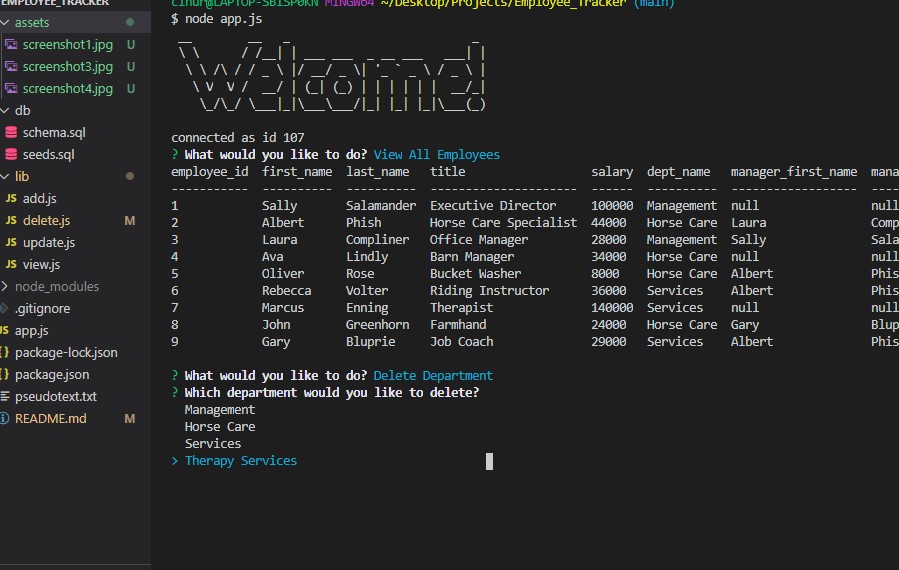 EMPLOYEE_TRACKER
assets
screenshot1.jpg U
screenshot3.jpg U
screenshot4.jpg U
db
schema.sql
seeds.sql
lib
JS add.js
JS delete.js M
JS update.js
JS view.js
node_modules
.gitignore
JS app.js
{} package-lock.json
{} package.json
pseudotext.txt
README.md M
MINGW64 ~/Desktop/Projects/Employee_Tracker (main)
$ node app.js
Welcome!
connected as id 107
? What would you like to do? View All Employees
employee_id first_name last_name title salary dept_name manager_first_name mana
----------- ---------- --------- --------------------- ------ ---------- ------------------ ----
1 Sally Salamander Executive Director 100000 Management null null
2 Albert Phish Horse Care Specialist 44000 Horse Care Laura Comp
3 Laura Compliner Office Manager 28000 Management Sally Sala
4 Ava Lindly Barn Manager 34000 Horse Care null null
5 Oliver Rose Bucket Washer 8000 Horse Care Albert Phis
6 Rebecca Volter Riding Instructor 36000 Services Albert Phis
7 Marcus Enning Therapist 140000 Services null null
8 John Greenhorn Farmhand 24000 Horse Care Gary Blup
9 Gary Bluprie Job Coach 29000 Services Albert Phis
? What would you like to do? Delete Department
? Which department would you like to delete?
Management
Horse Care
Services
> Therapy Services